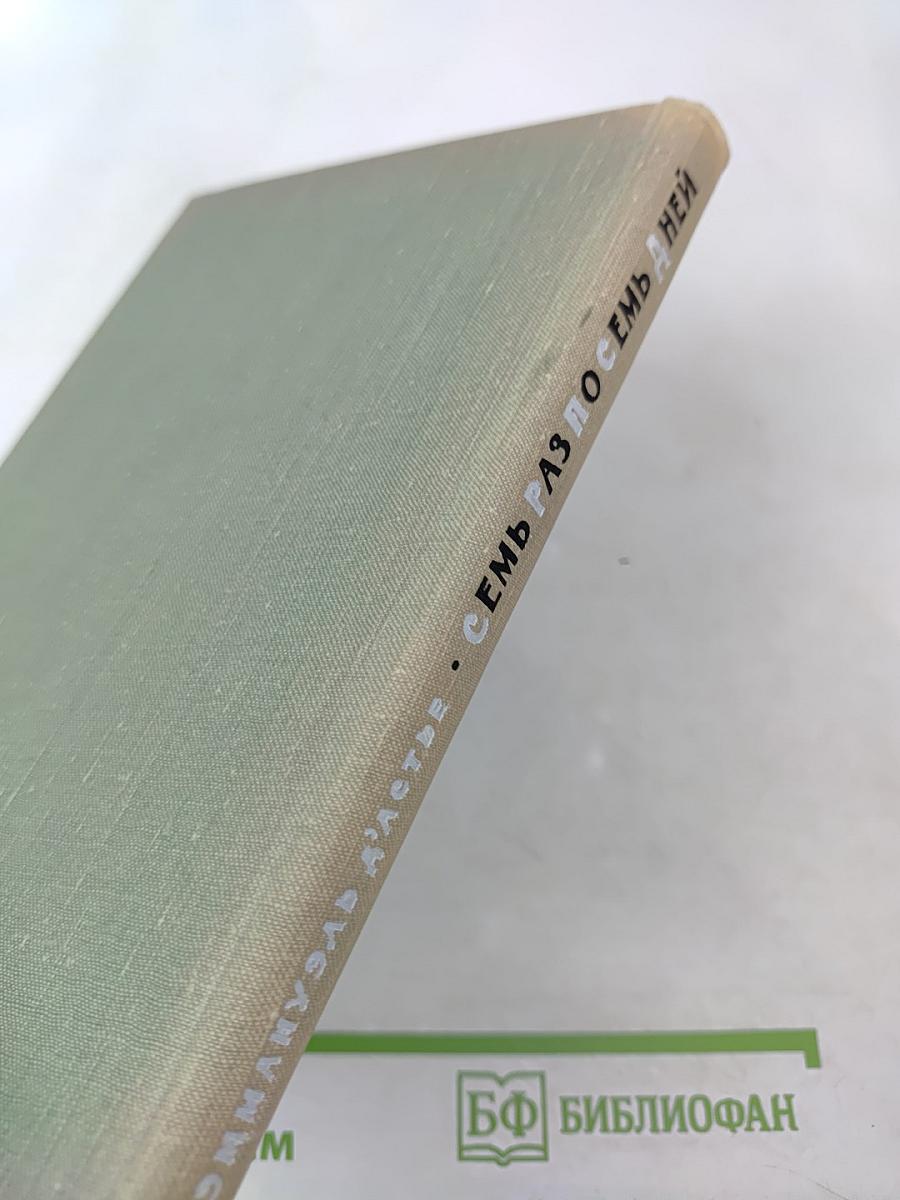 ЭММАНУЭЛЬ Д'АСТЬЕ · СЕМЬ РАЗ ПО СЕМЬ ДНЕЙ
БФ БИБЛИОФАН